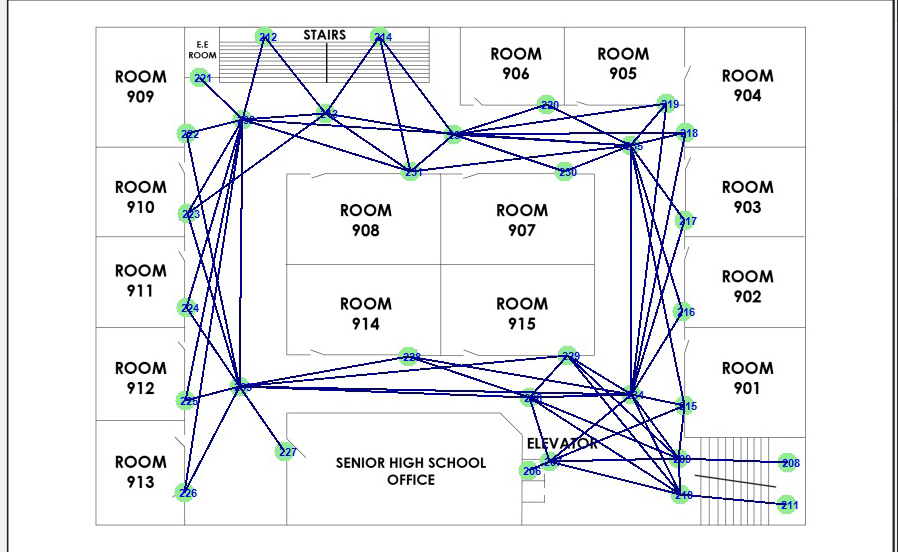 212
STAIRS
214
E.E
ROOM
ROOM
906
ROOM
905
ROOM
909
221
ROOM
904
220
219
213
222
218
231
230
ROOM
910
ROOM
903
223
ROOM
908
ROOM
907
217
ROOM
911
ROOM
902
224
ROOM
914
ROOM
915
216
228
229
ROOM
912
ROOM
901
225
215
ELEVATOR
227
ROOM
913
SENIOR HIGH SCHOOL
OFFICE
206
209
208
226
210
211